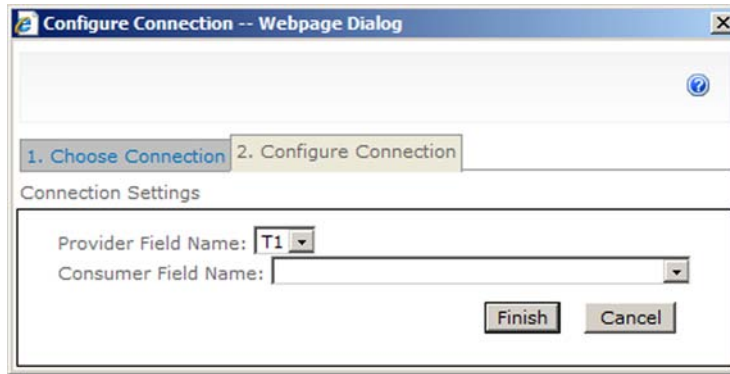 Configure Connection -- Webpage Dialog
1. Choose Connection 2. Configure Connection
Connection Settings
Provider Field Name: T1
Consumer Field Name:
Finish Cancel